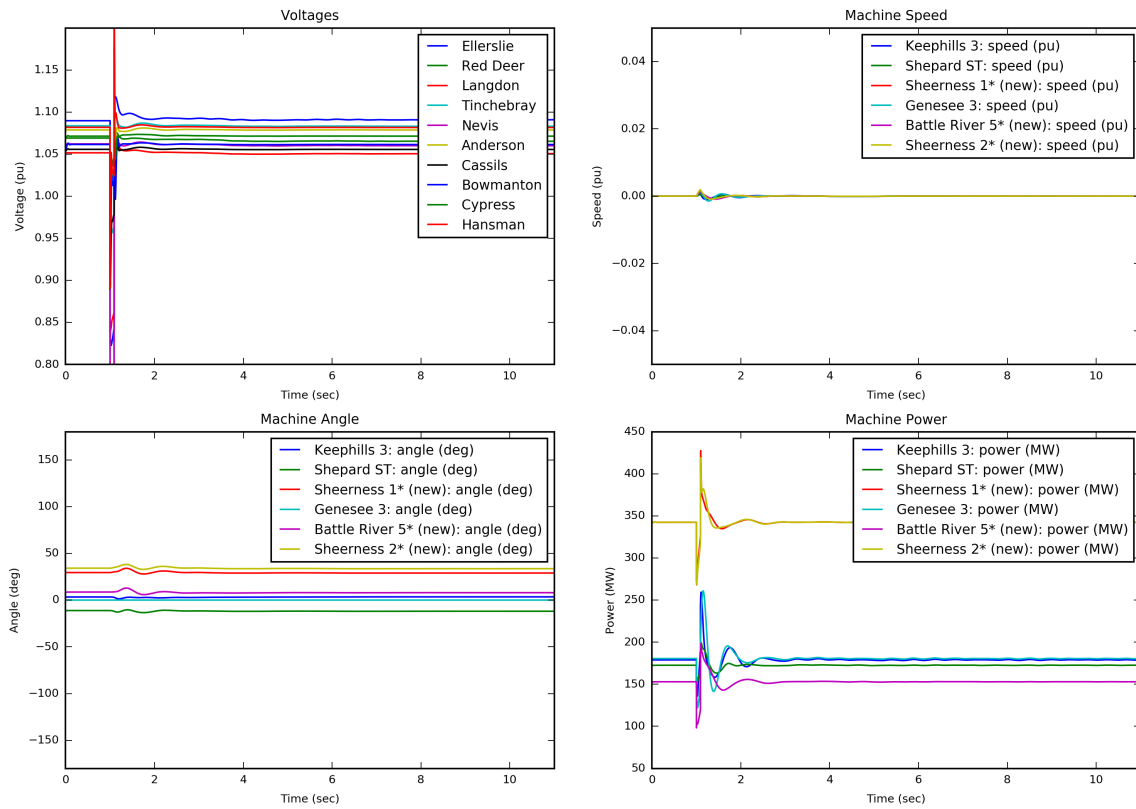 Voltages
1.15
1.10
1.05
1.00
0.95
0.90
0.85
0.80
Voltage (pu)
0
2
4
6
8
10
Time (sec)
Ellerslie
Red Deer
Langdon
Tinchebray
Nevis
Anderson
Cassils
Bowmanton
Cypress
Hansman
Machine Speed
0.04
0.02
0.00
−0.02
−0.04
Speed (pu)
0
2
4
6
8
10
Time (sec)
Keephills 3: speed (pu)
Shepard ST: speed (pu)
Sheerness 1* (new): speed (pu)
Genesee 3: speed (pu)
Battle River 5* (new): speed (pu)
Sheerness 2* (new): speed (pu)
Machine Angle
150
100
50
0
−50
−100
−150
Angle (deg)
0
2
4
6
8
10
Time (sec)
Keephills 3: angle (deg)
Shepard ST: angle (deg)
Sheerness 1* (new): angle (deg)
Genesee 3: angle (deg)
Battle River 5* (new): angle (deg)
Sheerness 2* (new): angle (deg)
Machine Power
450
400
350
300
250
200
150
100
50
Power (MW)
0
2
4
6
8
10
Time (sec)
Keephills 3: power (MW)
Shepard ST: power (MW)
Sheerness 1* (new): power (MW)
Genesee 3: power (MW)
Battle River 5* (new): power (MW)
Sheerness 2* (new): power (MW)